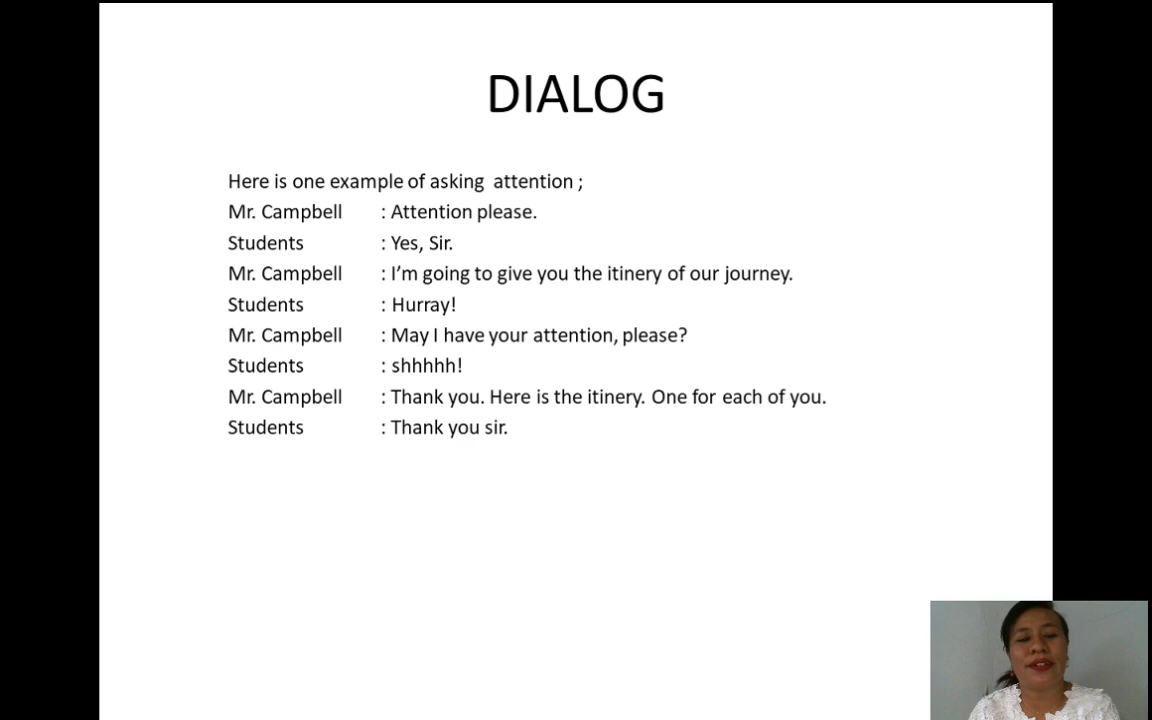 DIALOG
Here is one example of asking attention ;
Mr. Campbell : Attention please.
Students : Yes, Sir.
Mr. Campbell : I'm going to give you the itinery of our journey.
Students : Hurray!
Mr. Campbell : May I have your attention, please?
Students : shhhhh!
Mr. Campbell : Thank you. Here is the itinery. One for each of you.
Students : Thank you sir.